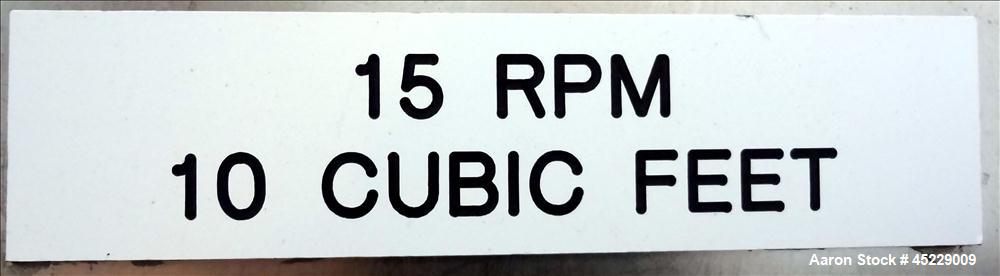 15 RPM
10 CUBIC FEET
Aaron Stock # 45229009